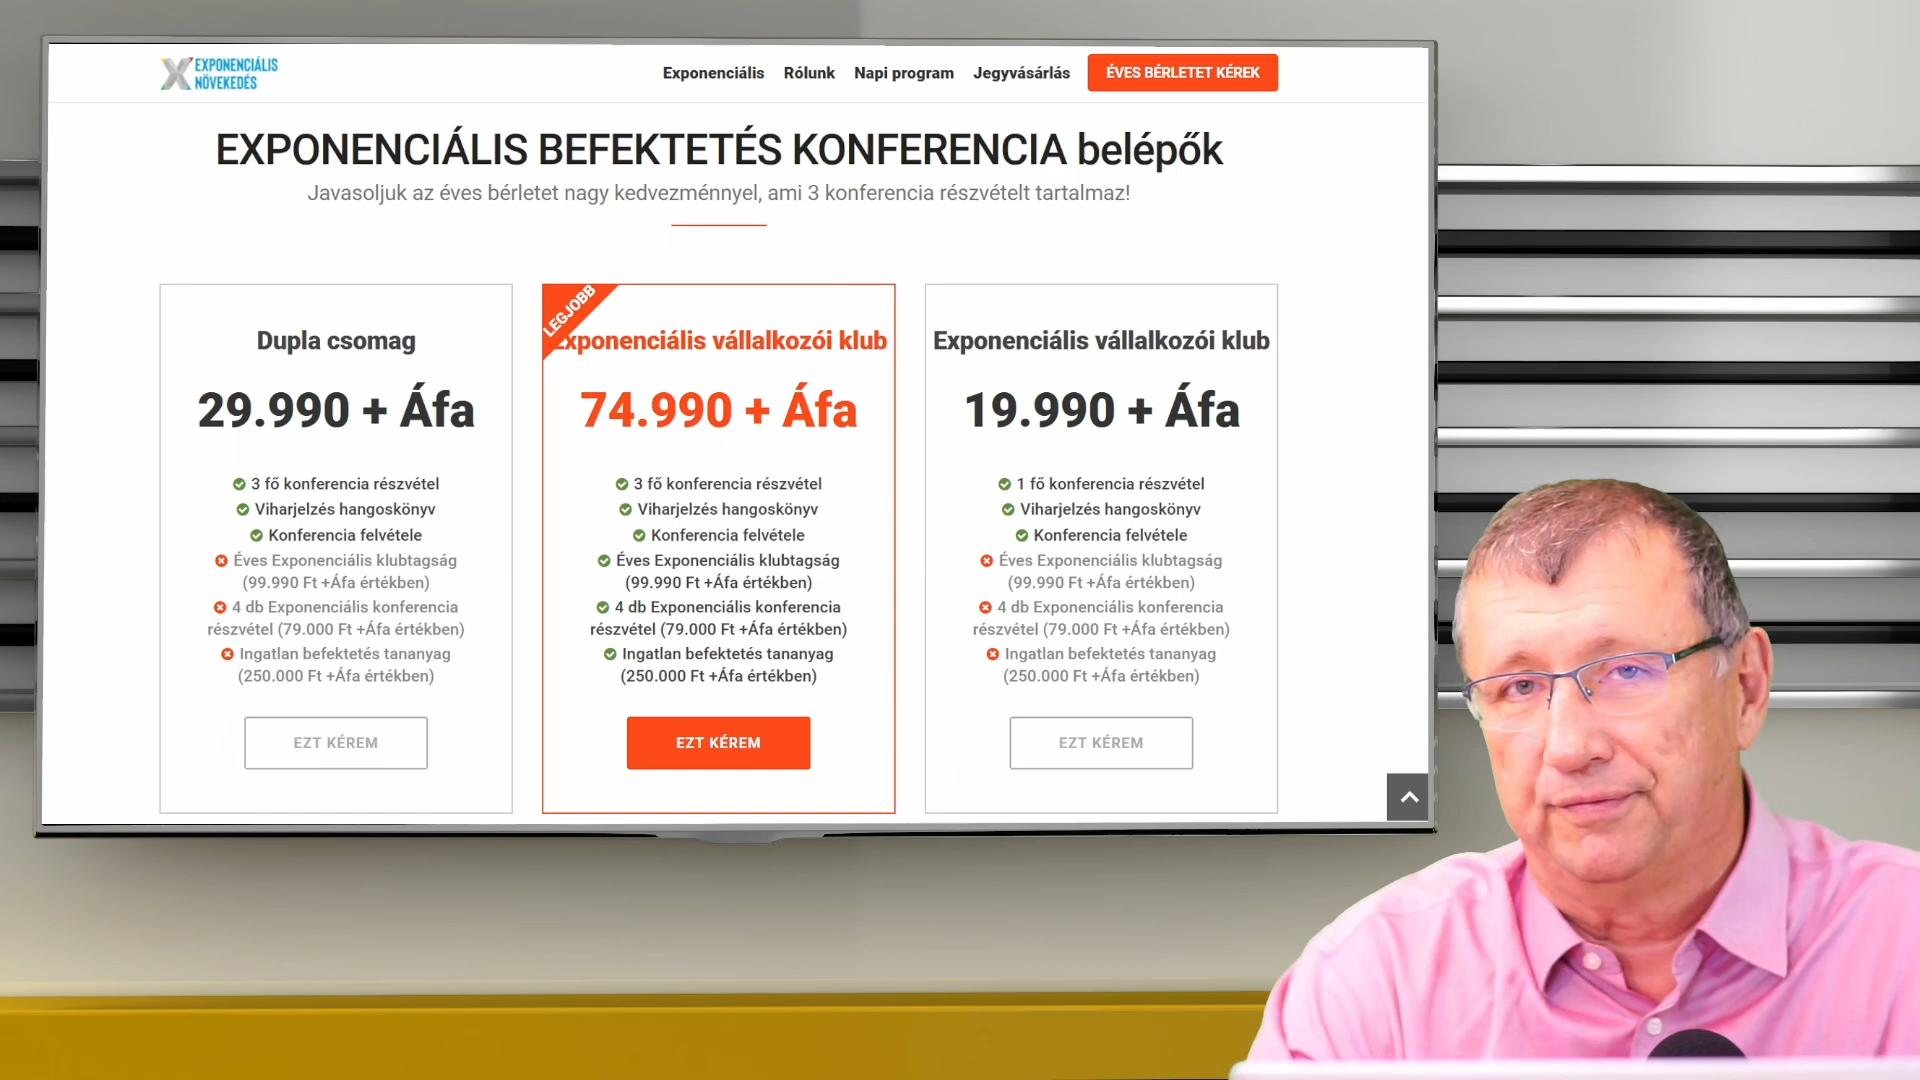 EXPONENCIÁLIS
NÖVEKEDÉS
Exponenciális Rólunk Napi program Jegyvásárlás ÉVES BÉRLETET KÉREK
EXPONENCIÁLIS BEFEKTETÉS KONFERENCIA belépők
Javasoljuk az éves bérletet nagy kedvezménnyel, ami 3 konferencia részvételt tartalmaz!
Dupla csomag
29.990 + Áfa
3 fő konferencia részvétel
Viharjelzés hangoskönyv
Konferencia felvétele
Éves Exponenciális klubtagság
(99.990 Ft +Áfa értékben)
4 db Exponenciális konferencia
részvétel (79.000 Ft +Áfa értékben)
Ingatlan befektetés tananyag
(250.000 Ft +Áfa értékben)
EZT KÉREM
LEGJOBB
Exponenciális vállalkozói klub
74.990 + Áfa
3 fő konferencia részvétel
Viharjelzés hangoskönyv
Konferencia felvétele
Éves Exponenciális klubtagság
(99.990 Ft +Áfa értékben)
4 db Exponenciális konferencia
részvétel (79.000 Ft +Áfa értékben)
Ingatlan befektetés tananyag
(250.000 Ft +Áfa értékben)
EZT KÉREM
Exponenciális vállalkozói klub
19.990 + Áfa
1 fő konferencia részvétel
Viharjelzés hangoskönyv
Konferencia felvétele
Éves Exponenciális klubtagság
(99.990 Ft +Áfa értékben)
4 db Exponenciális konferencia
részvétel (79.000 Ft +Áfa értékben)
Ingatlan befektetés tananyag
(250.000 Ft +Áfa értékben)
EZT KÉREM